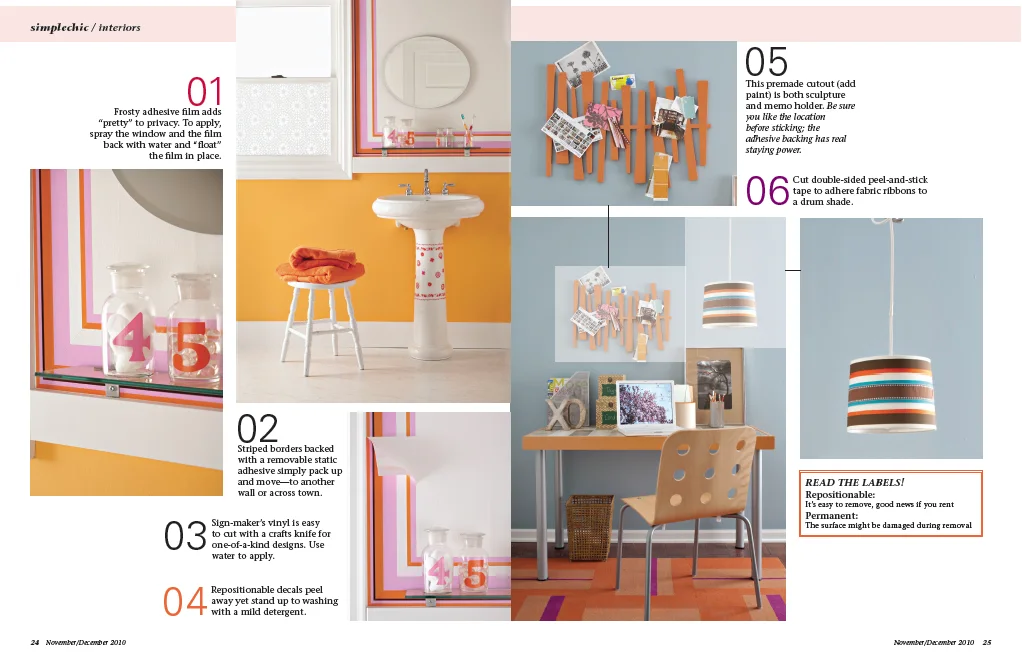 simplechic / interiors
01
Frosty adhesive film adds
"pretty" to privacy. To apply,
spray the window and the film
back with water and "float"
the film in place.
4 5
4 5
02
Striped borders backed
with a removable static
adhesive simply pack up
and move—to another
wall or across town.
03
Sign-maker's vinyl is easy
to cut with a crafts knife for
one-of-a-kind designs. Use
water to apply.
04
Repositionable decals peel
away yet stand up to washing
with a mild detergent.
4 5
24 November/December 2010
05
This premade cutout (add
paint) is both sculpture
and memo holder. Be sure
you like the location
before sticking; the
adhesive backing has real
staying power.
06
Cut double-sided peel-and-stick
tape to adhere fabric ribbons to
a drum shade.
XO
READ THE LABELS!
Repositionable:
It's easy to remove, good news if you rent
Permanent:
The surface might be damaged during removal
November/December 2010 25